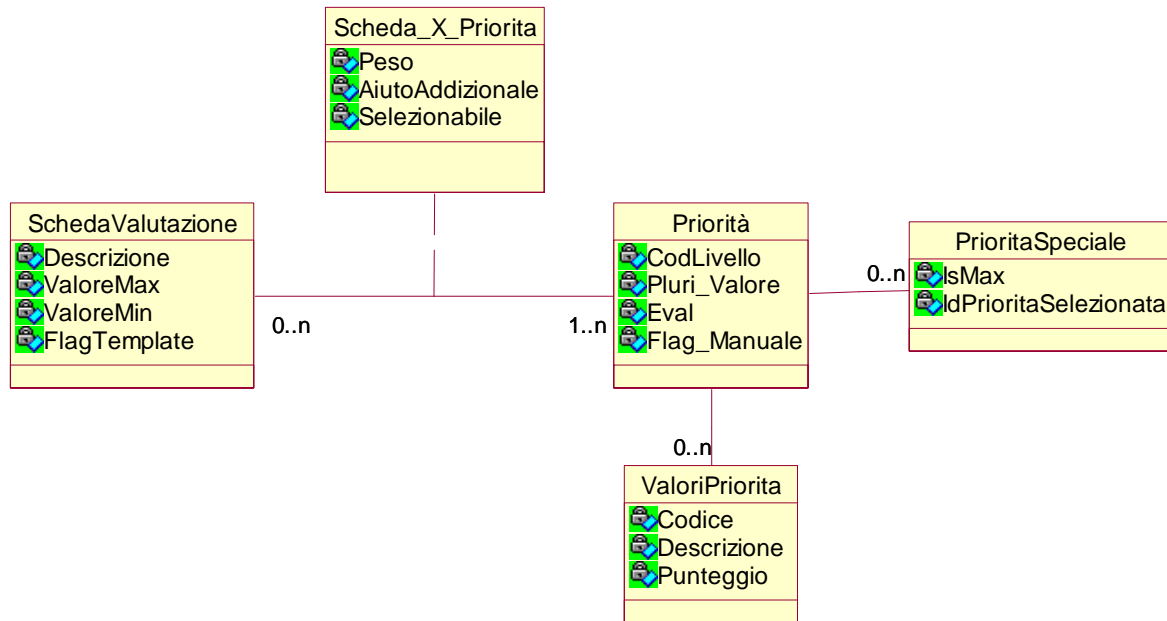 Scheda_X_Priorita
Peso
AiutoAddizionale
Selezionabile
SchedaValutazione
Descrizione
ValoreMax
ValoreMin
FlagTemplate
0..n
1..n
Priorità
CodLivello
Pluri_Valore
Eval
Flag_Manuale
0..n
PrioritaSpeciale
IsMax
IdPrioritaSelezionata
0..n
ValoriPriorita
Codice
Descrizione
Punteggio